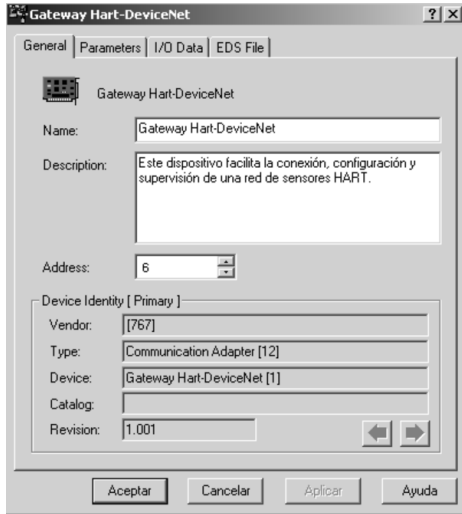 Gateway Hart-DeviceNet
General Parameters I/O Data EDS File
Gateway Hart-DeviceNet
Name: Gateway Hart-DeviceNet
Description: Este dispositivo facilita la conexión, configuración y
supervisión de una red de sensores HART.
Address: 6
Device Identity [ Primary ]
Vendor: [767]
Type: Communication Adapter [12]
Device: Gateway Hart-DeviceNet [1]
Catalog:
Revision: 1.001
Aceptar Cancelar Aplicar Ayuda